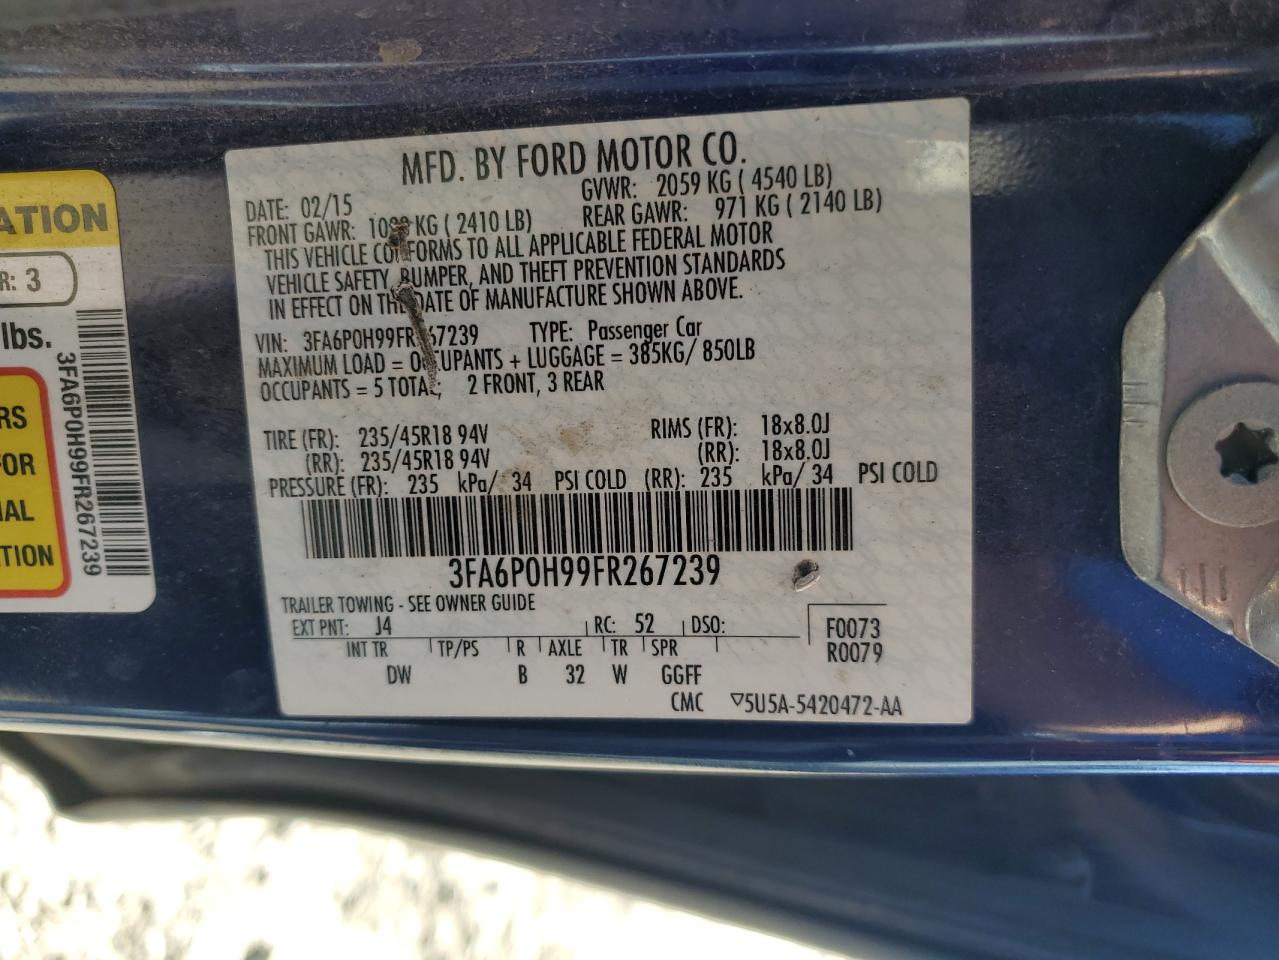 MFD. BY FORD MOTOR CO.
DATE: 02/15 GVWR: 2059 KG ( 4540 LB)
FRONT GAWR: KG ( 2410 LB) REAR GAWR: 971 KG ( 2140 LB)
THIS VEHICLE CONFORMS TO ALL APPLICABLE FEDERAL MOTOR
VEHICLE SAFETY, BUMPER, AND THEFT PREVENTION STANDARDS
IN EFFECT ON THE DATE OF MANUFACTURE SHOWN ABOVE.
VIN: 3FA6P0H99FR267239 TYPE: Passenger Car
MAXIMUM LOAD = OCCUPANTS + LUGGAGE = 385KG/ 850LB
OCCUPANTS = 5 TOTAL; 2 FRONT, 3 REAR
TIRE (FR): 235/45R18 94V RIMS (FR): 18x8.0J
(RR): 235/45R18 94V (RR): 18x8.0J
PRESSURE (FR): 235 kPa/ 34 PSI COLD (RR): 235 kPa/ 34 PSI COLD
3FA6P0H99FR267239
TRAILER TOWING - SEE OWNER GUIDE
EXT PNT: J4 RC: 52 DSO: F0073
INT TR TP/PS R AXLE TR SPR R0079
DW B 32 W GGFF
CMC ▽5U5A-5420472-AA
ATION
R: 3
lbs.
RS
FOR
IAL
TION
3FA6P0H99FR267239